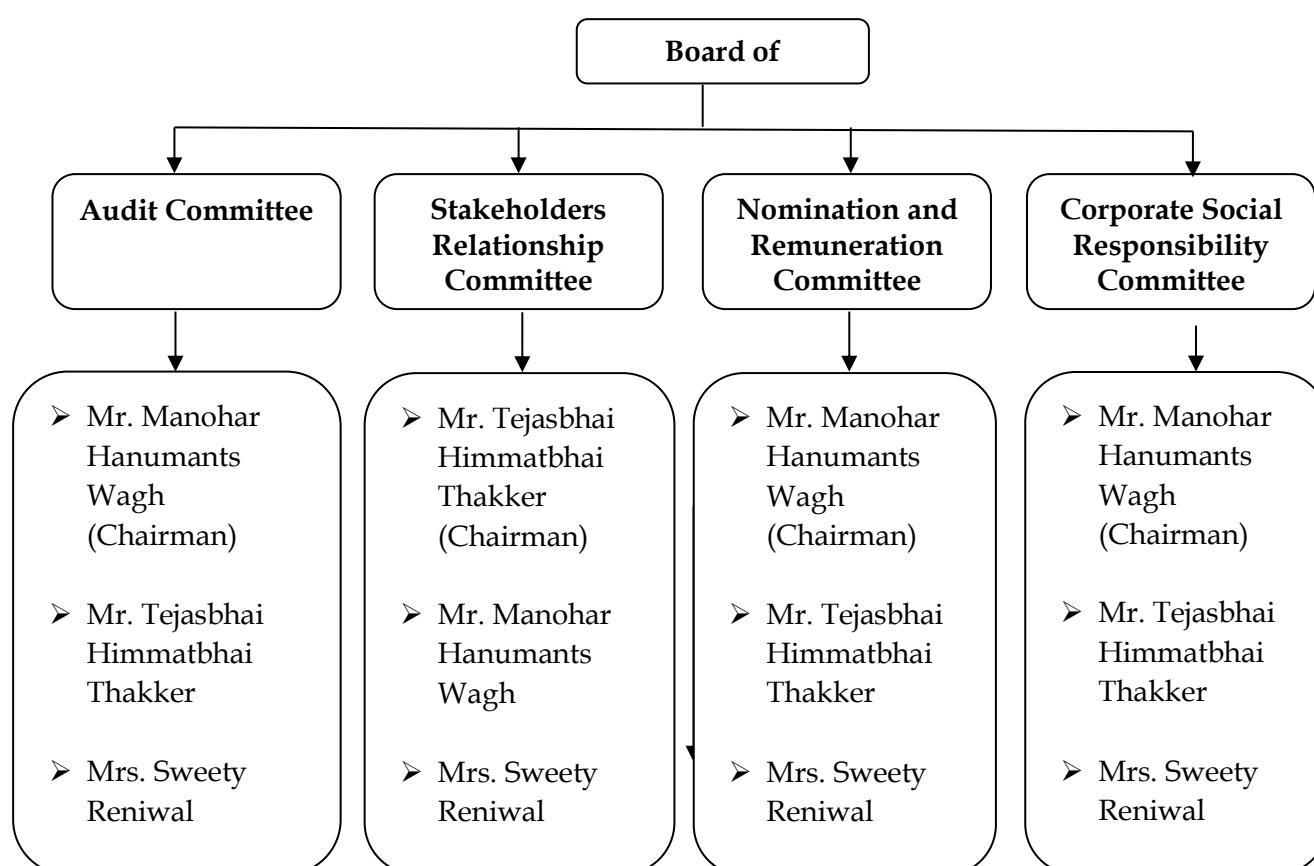 Board of
Audit Committee
Stakeholders
Relationship
Committee
Nomination and
Remuneration
Committee
Corporate Social
Responsibility
Committee
➢ Mr. Manohar
Hanumants
Wagh
(Chairman)
➢ Mr. Tejasbhai
Himmatbhai
Thakker
➢ Mrs. Sweety
Reniwal
➢ Mr. Tejasbhai
Himmatbhai
Thakker
(Chairman)
➢ Mr. Manohar
Hanumants
Wagh
➢ Mrs. Sweety
Reniwal
➢ Mr. Manohar
Hanumants
Wagh
(Chairman)
➢ Mr. Tejasbhai
Himmatbhai
Thakker
➢ Mrs. Sweety
Reniwal
➢ Mr. Manohar
Hanumants
Wagh
(Chairman)
➢ Mr. Tejasbhai
Himmatbhai
Thakker
➢ Mrs. Sweety
Reniwal